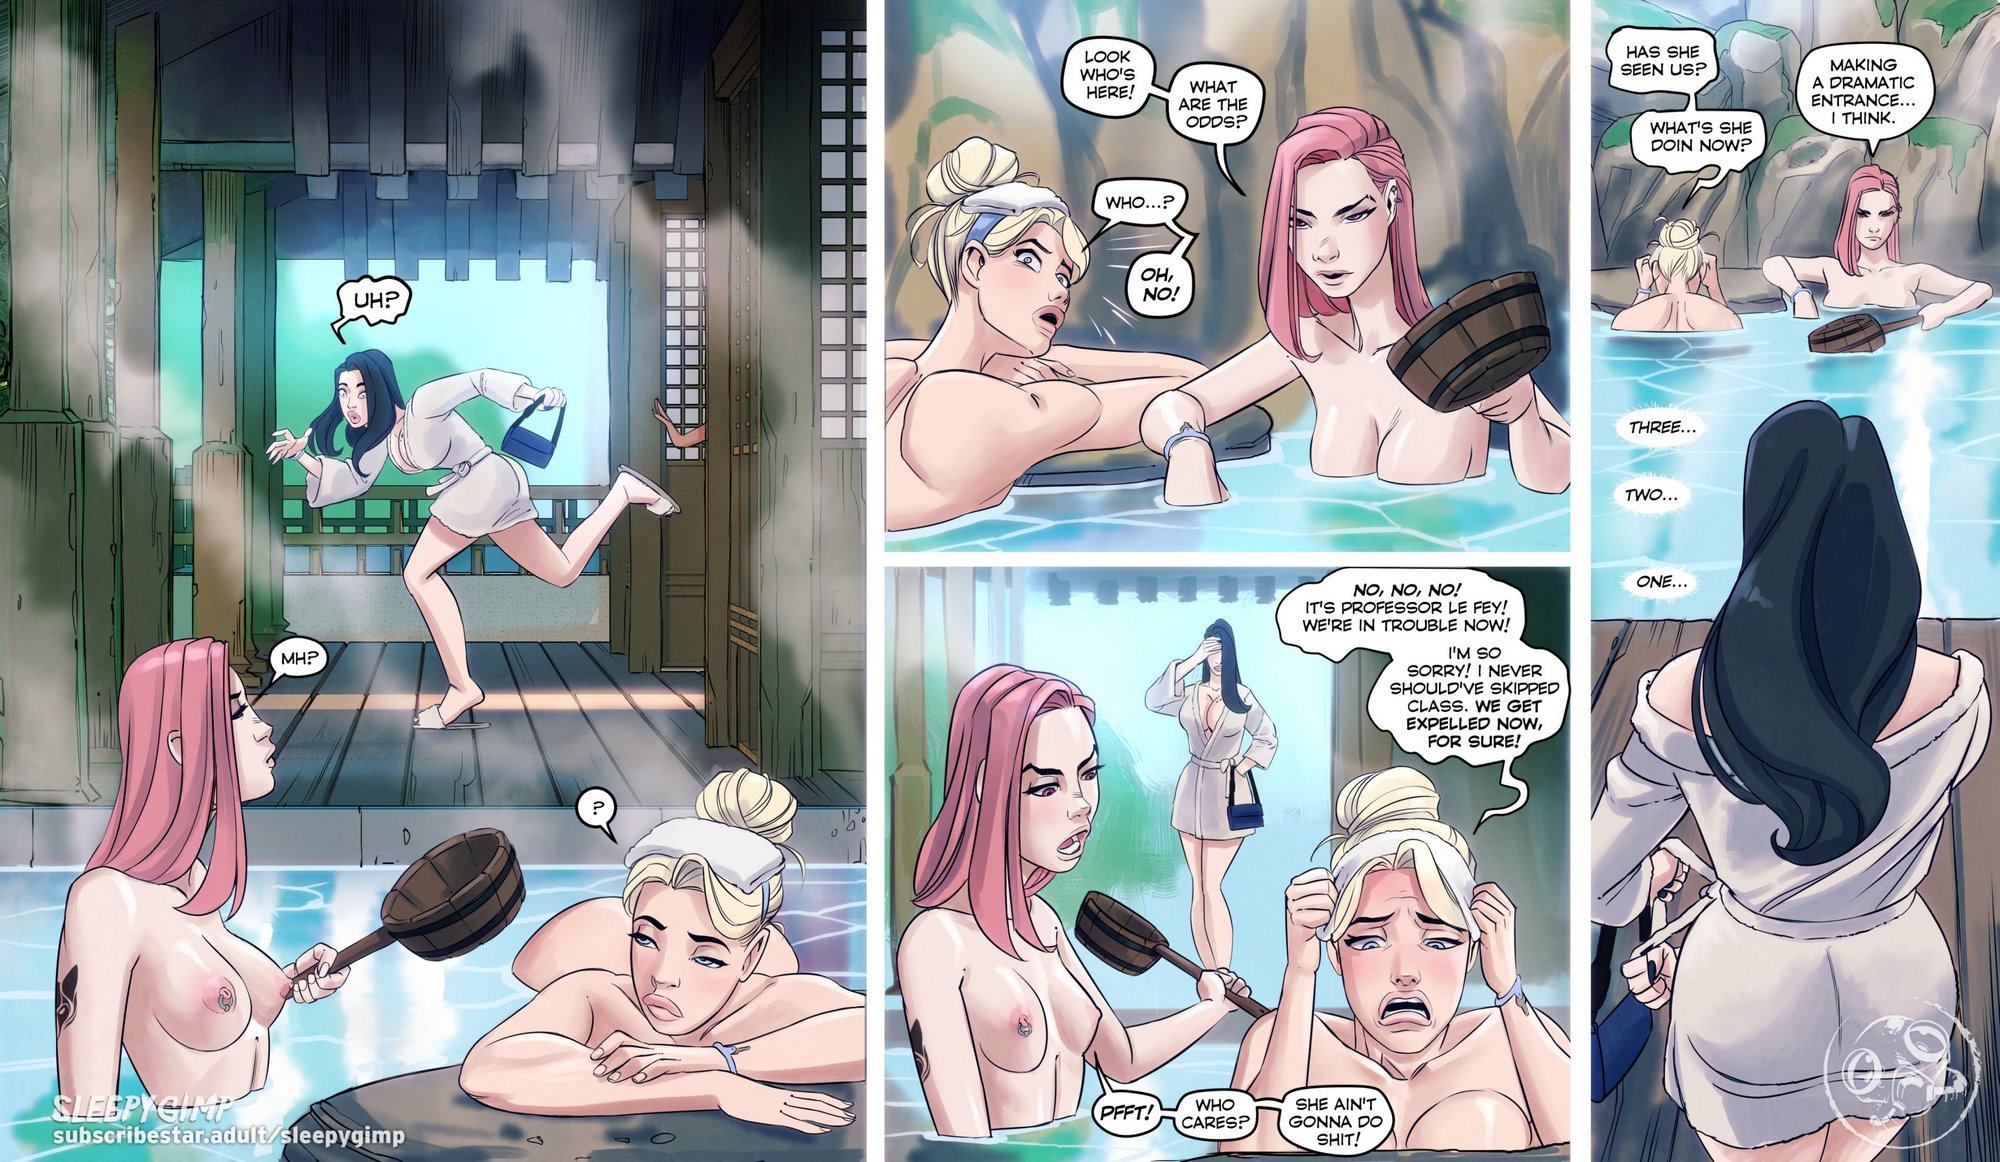 UH?
MH?
?
SLEEPYGIMP
subscribestar.adult/sleepygimp
LOOK
WHO'S
HERE!
WHAT
ARE THE
ODDS?
WHO...?
OH,
NO!
NO, NO, NO!
IT'S PROFESSOR LE FEY!
WE'RE IN TROUBLE NOW!
I'M SO
SORRY! I NEVER
SHOULD'VE SKIPPED
CLASS. WE GET
EXPELLED NOW,
FOR SURE!
PFFT!
WHO
CARES?
SHE AIN'T
GONNA DO
SHIT!
HAS SHE
SEEN US?
WHAT'S SHE
DOIN NOW?
MAKING
A DRAMATIC
ENTRANCE...
I THINK.
THREE...
TWO...
ONE...